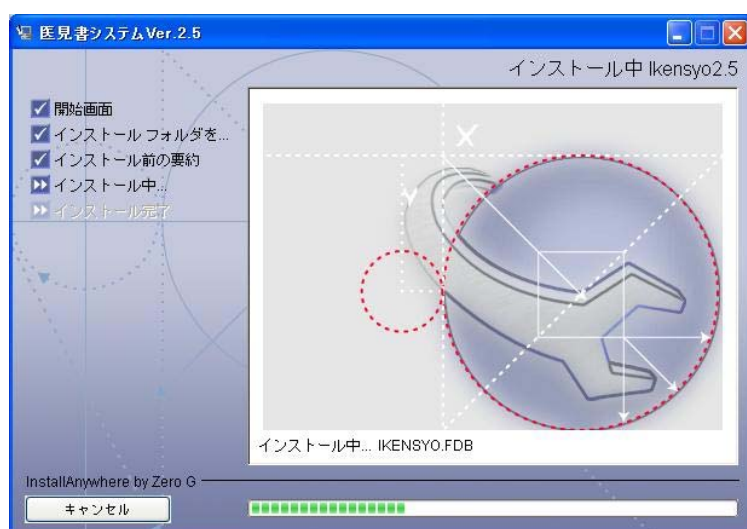 医見書システムVer.2.5
インストール中 Ikensyo2.5
開始画面
インストール フォルダを...
インストール前の要約
インストール中...
インストール完了
X
Y
インストール中... IKENSYO.FDB
InstallAnywhere by Zero G
キャンセル